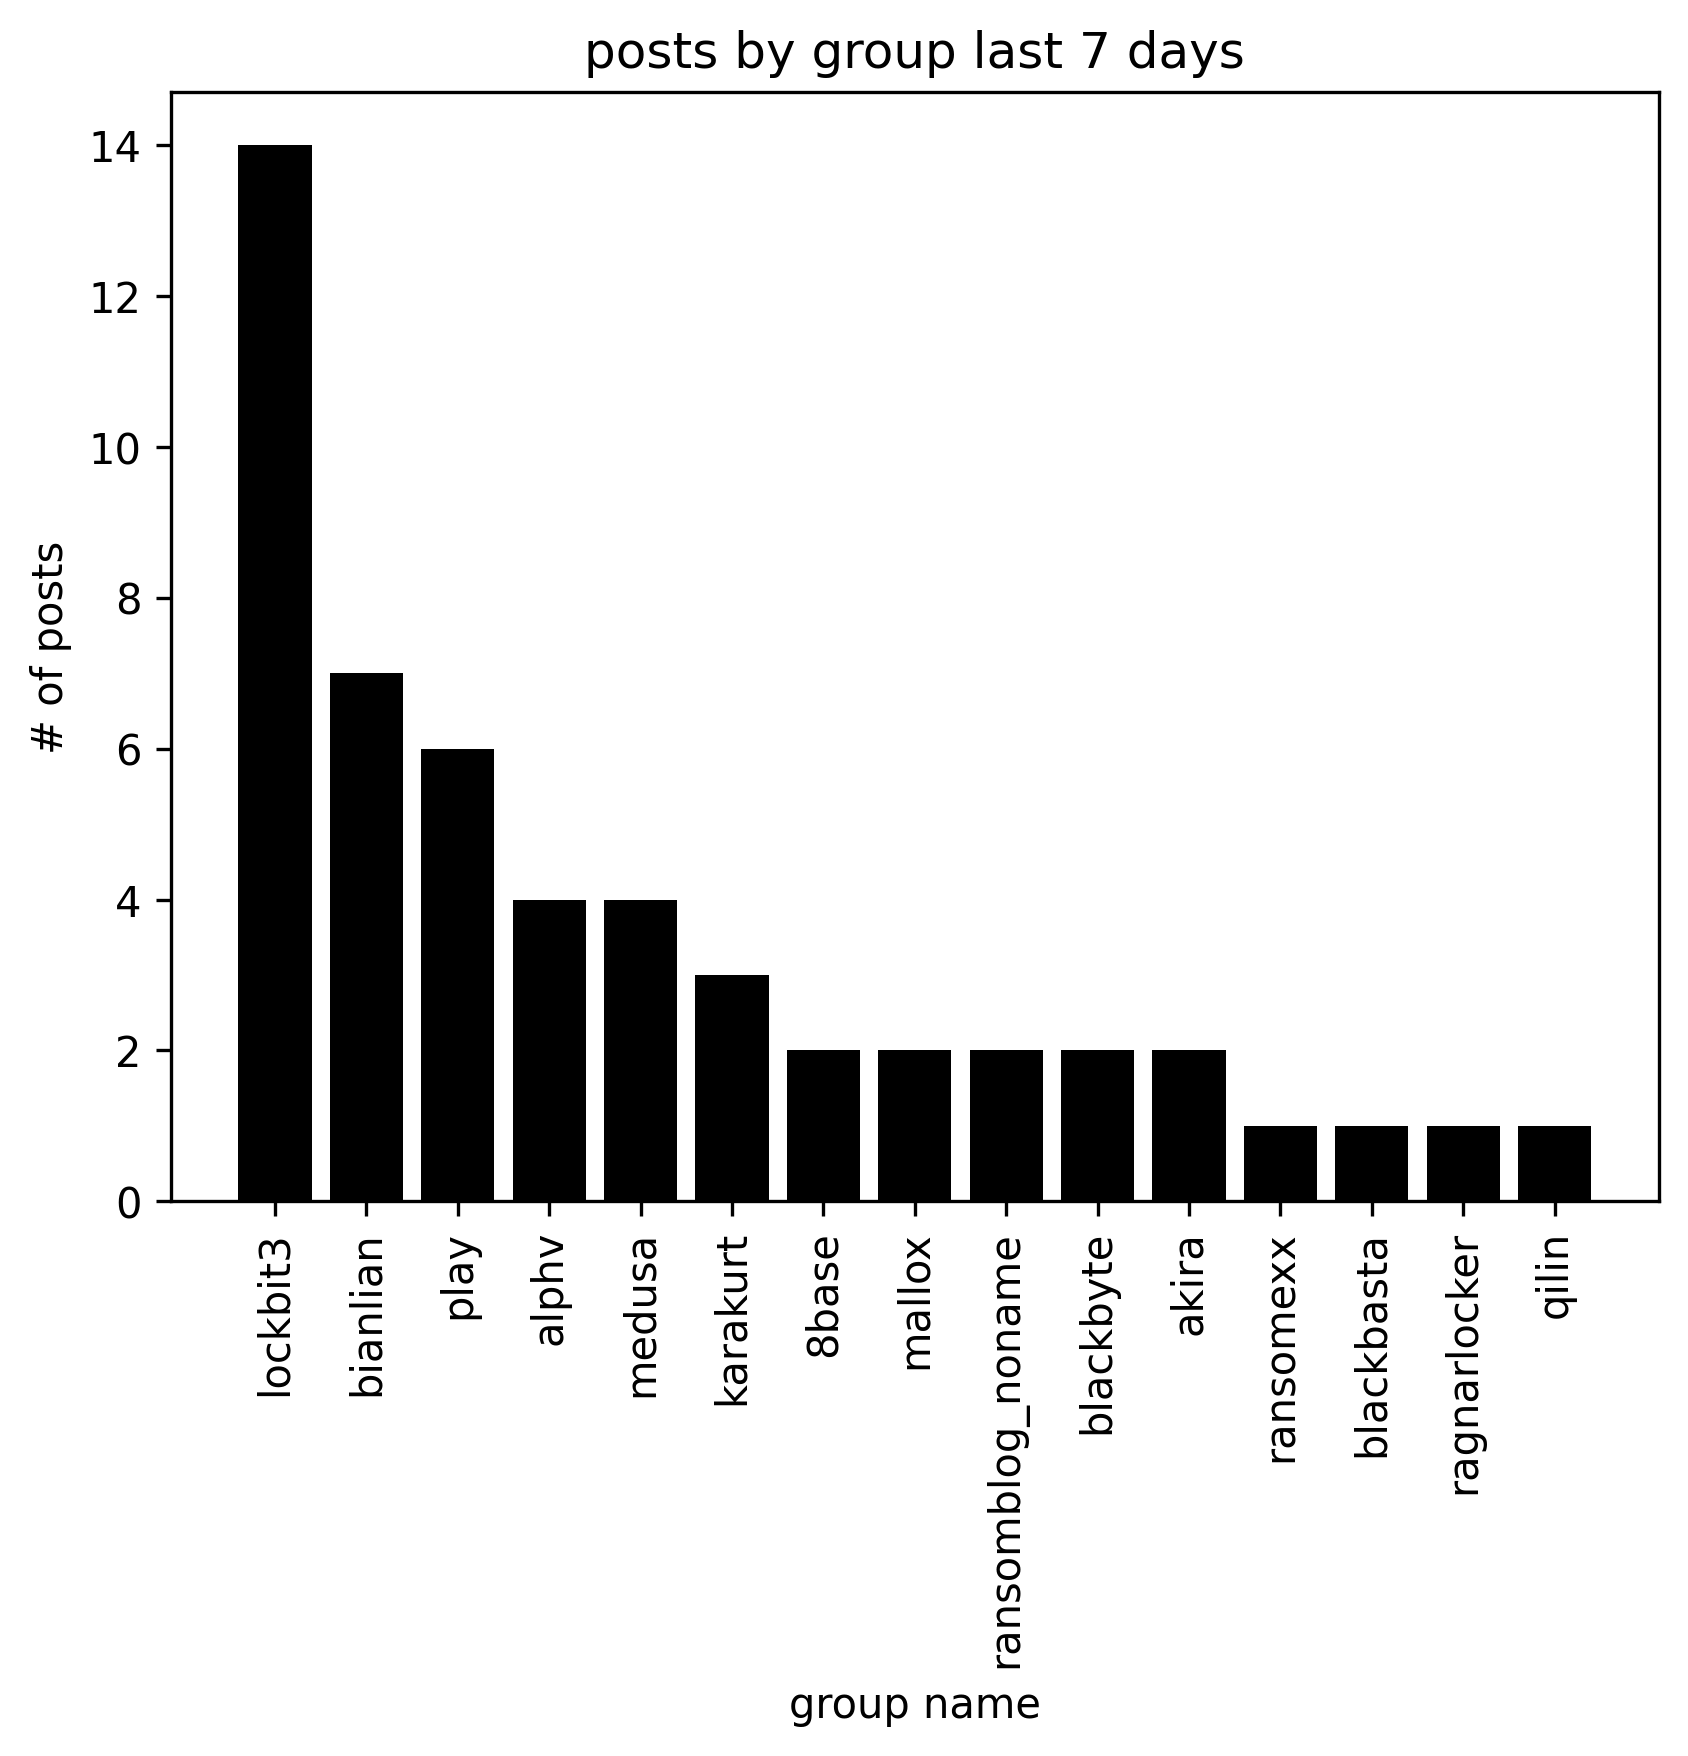 posts by group last 7 days
14
12
10
8
6
4
2
0
# of posts
lockbit3
bianlian
play
alphv
medusa
karakurt
8base
mallox
ransomblog_noname
blackbyte
akira
ransomexx
blackbasta
ragnarlocker
qilin
group name